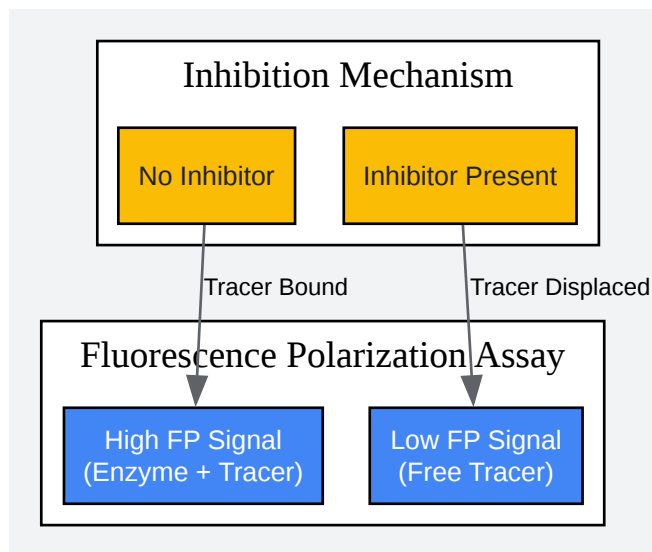 Inhibition Mechanism
No Inhibitor
Inhibitor Present
Tracer Bound
Tracer Displaced
Fluorescence Polarization Assay
High FP Signal
(Enzyme + Tracer)
Low FP Signal
(Free Tracer)